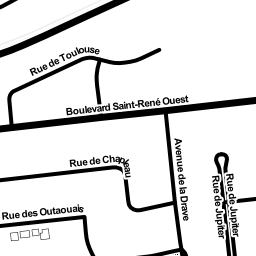 Rue de Toulouse
Boulevard Saint-René Ouest
Rue de Chapleau
Avenue de la Drave
Rue de Jupiter
Rue de Jupiter
Rue des Outaouais